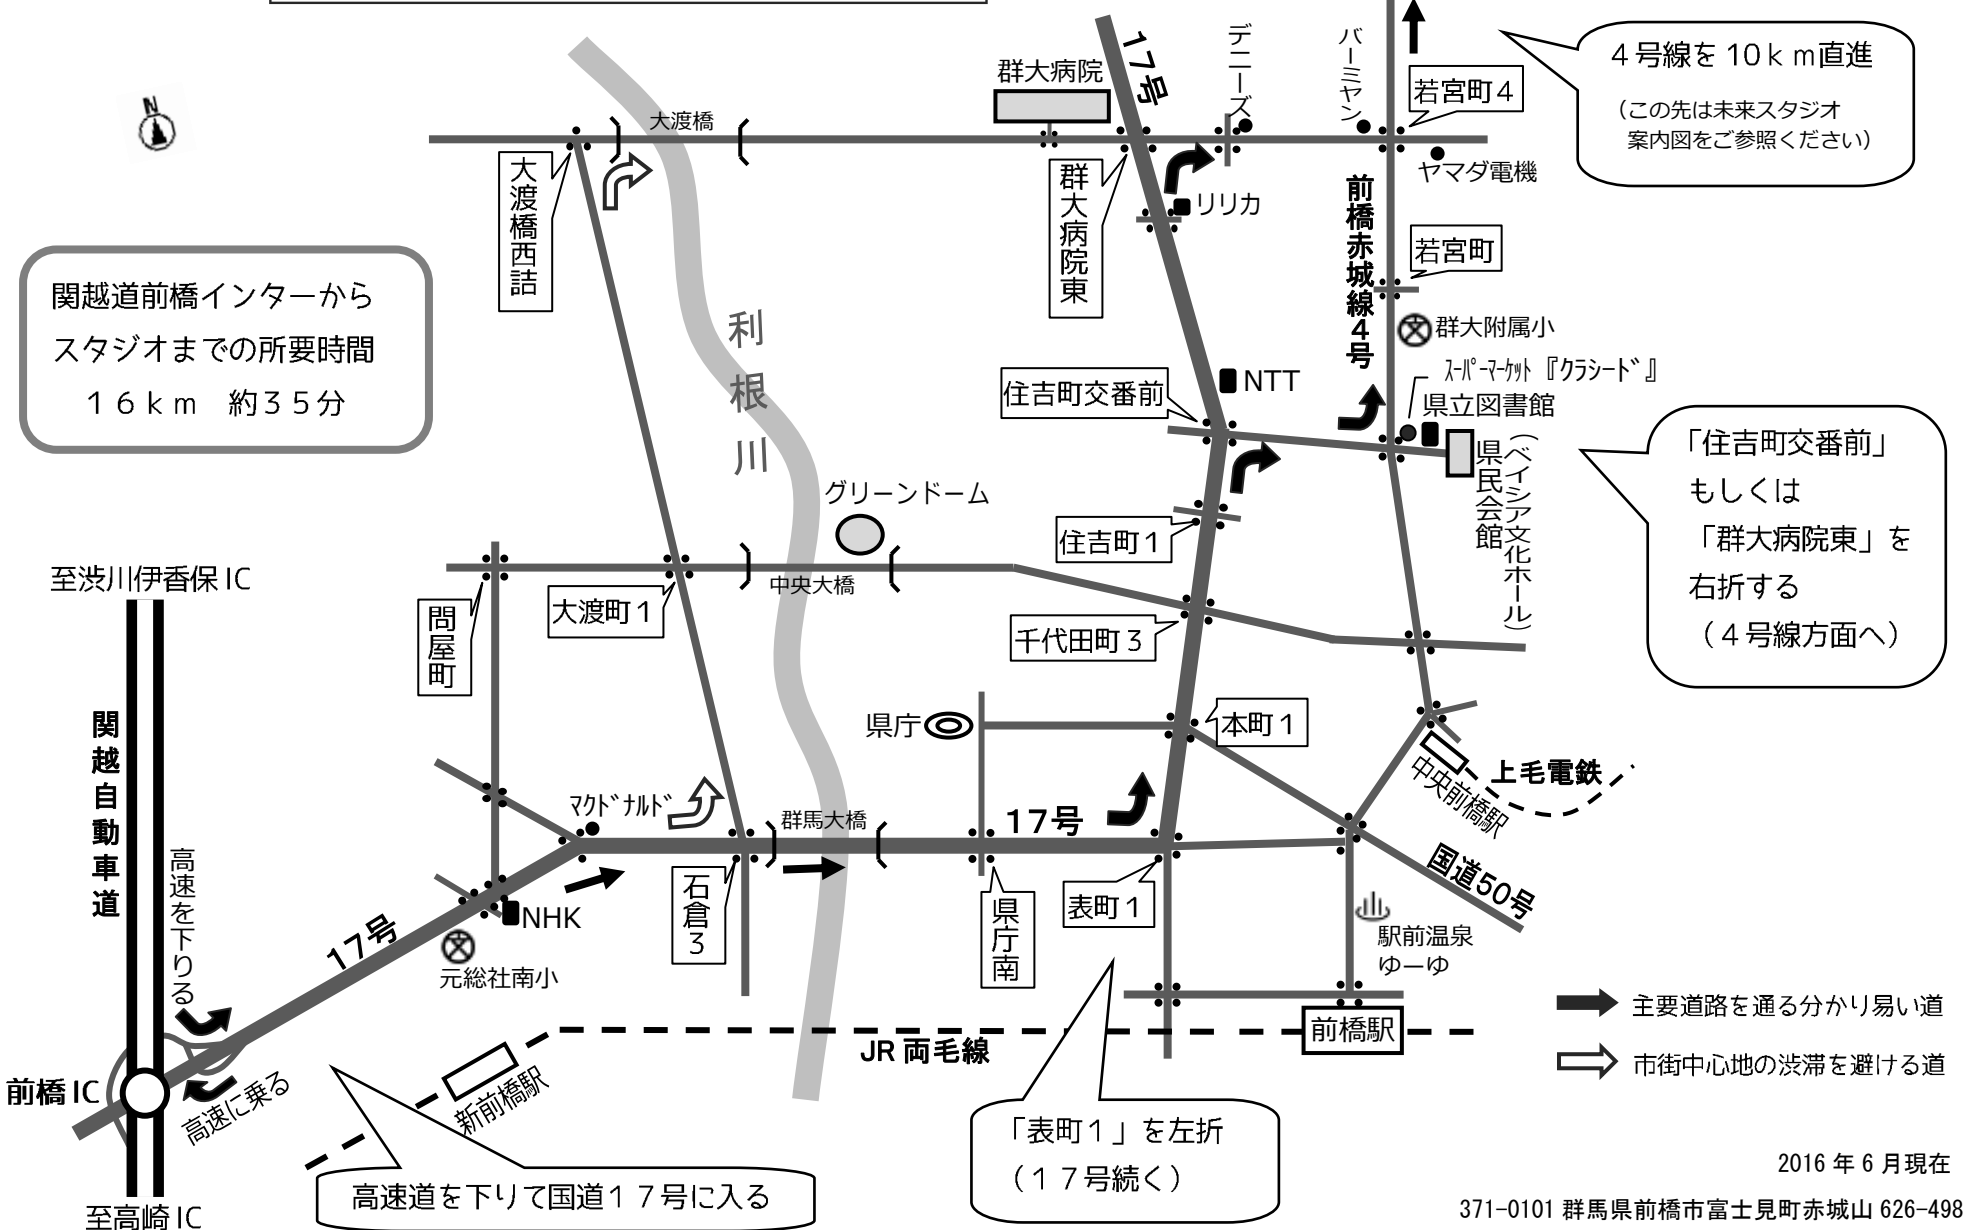 N
群大病院
17号
デニーズ
バーミヤン
若宮町４
４号線を10ｋｍ直進
（この先は未来スタジオ
案内図をご参照ください）
大渡橋
ヤマダ電機
大渡橋西詰
群大病院東
リリカ
前橋赤城線４号
若宮町
関越道前橋インターから
スタジオまでの所要時間
１６ｋｍ　約３５分
利根川
群大附属小
ｽｰﾊﾟｰﾏｰｹｯﾄ『ｸﾗｼｰﾄﾞ』
県立図書館
住吉町交番前
NTT
県民会館
（ベイシア文化ホール）
「住吉町交番前」
もしくは
「群大病院東」を
右折する
（４号線方面へ）
グリーンドーム
住吉町１
至渋川伊香保IC
中央大橋
問屋町
大渡町１
千代田町３
県庁
本町１
関越自動車道
中央前橋駅
上毛電鉄
ﾏｸﾄﾞﾅﾙﾄﾞ
群馬大橋
17号
高速を下りる
石倉３
県庁南
表町１
国道50号
NHK
17号
元総社南小
駅前温泉
ゆーゆ
主要道路を通る分かり易い道
前橋駅
JR両毛線
市街中心地の渋滞を避ける道
前橋IC
高速に乗る
新前橋駅
「表町１」を左折
（１７号続く）
高速道を下りて国道１７号に入る
至高崎IC
2016年6月現在
371-0101 群馬県前橋市富士見町赤城山 626-498